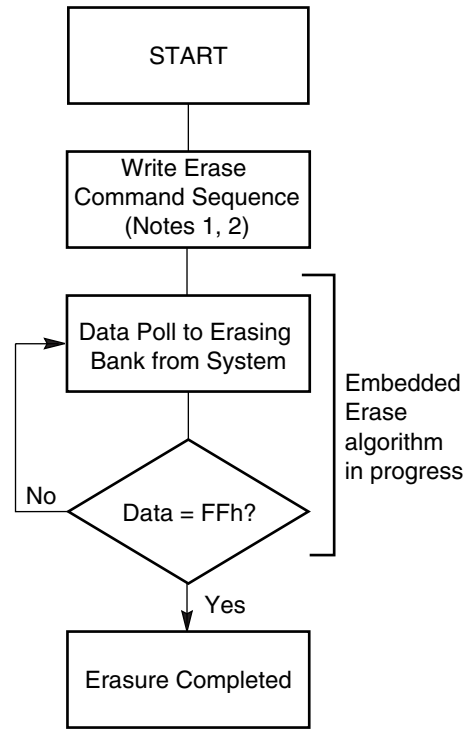 START
Write Erase
Command Sequence
(Notes 1, 2)
Data Poll to Erasing
Bank from System
Embedded
Erase
algorithm
in progress
No
Data = FFh?
Yes
Erasure Completed